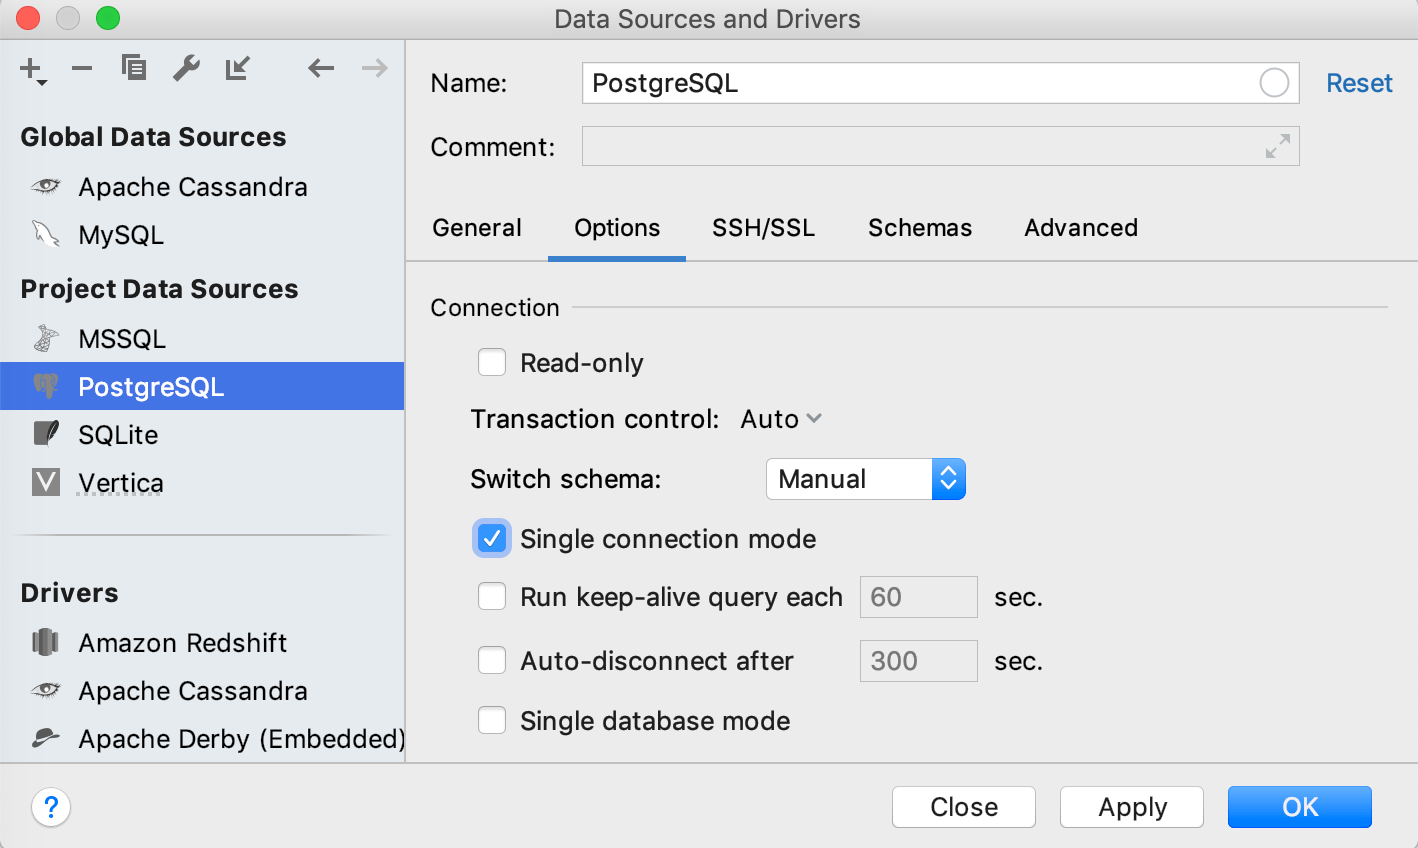 Data Sources and Drivers
Global Data Sources
Apache Cassandra
MySQL
Project Data Sources
MSSQL
PostgreSQL
SQLite
Vertica
Drivers
Amazon Redshift
Apache Cassandra
Apache Derby (Embedded)
Name: PostgreSQL Reset
Comment:
General Options SSH/SSL Schemas Advanced
Connection
Read-only
Transaction control: Auto
Switch schema: Manual
Single connection mode
Run keep-alive query each 60 sec.
Auto-disconnect after 300 sec.
Single database mode
? Close Apply OK